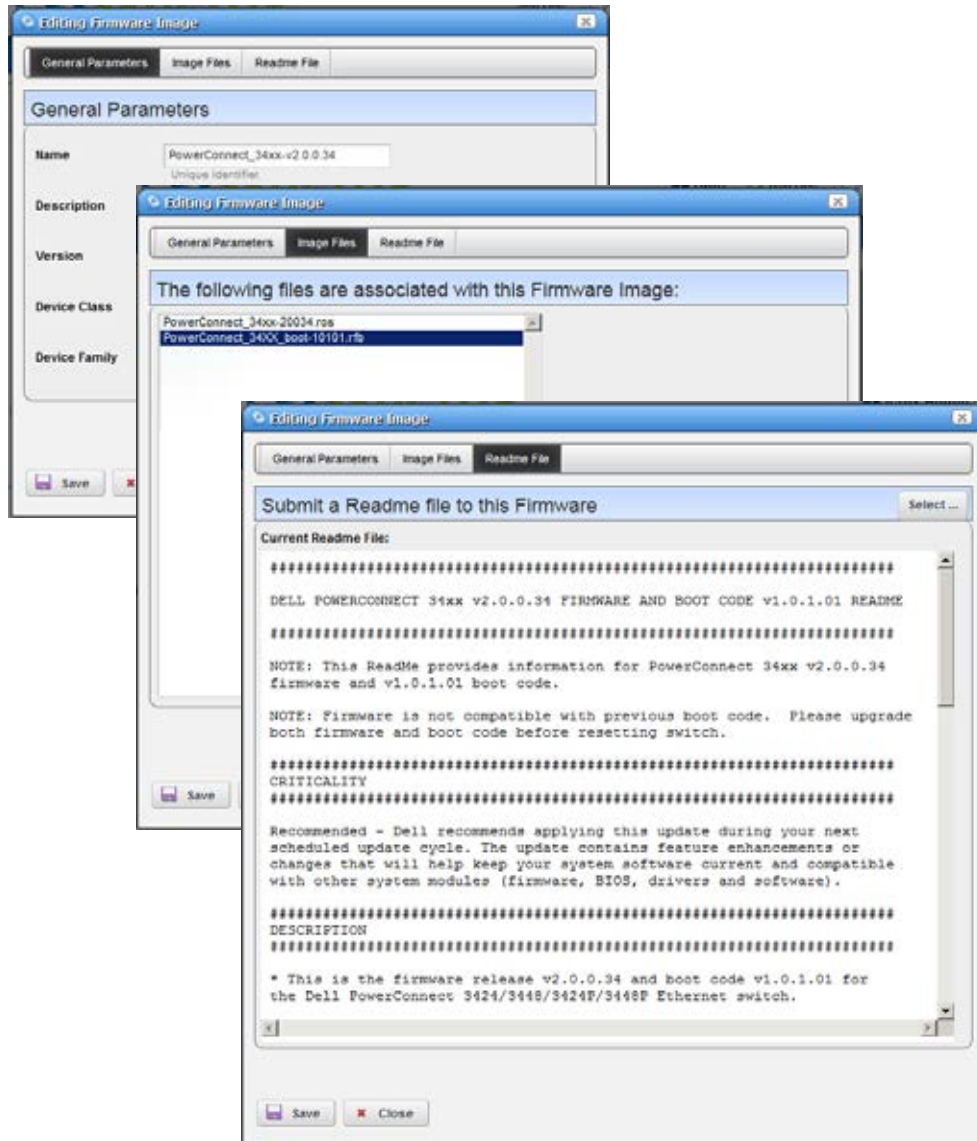 Editing Firmware Image
General Parameters Image Files Readme File
General Parameters
Name PowerConnect_34xx-v2.0.0.34
Unique identifier
Description
Version
Device Class
Device Family
Save
Editing Firmware Image
General Parameters Image Files Readme File
The following files are associated with this Firmware Image:
PowerConnect_34xx-20034.ros
PowerConnect_34XX_boot-10101.rfb
Save
Editing Firmware Image
General Parameters Image Files Readme File
Submit a Readme file to this Firmware Select ...
Current Readme File:
#######################################################################
DELL POWERCONNECT 34xx v2.0.0.34 FIRMWARE AND BOOT CODE v1.0.1.01 README
#######################################################################
NOTE: This ReadMe provides information for PowerConnect 34xx v2.0.0.34
firmware and v1.0.1.01 boot code.
NOTE: Firmware is not compatible with previous boot code. Please upgrade
both firmware and boot code before resetting switch.
#######################################################################
CRITICALITY
#######################################################################
Recommended - Dell recommends applying this update during your next
scheduled update cycle. The update contains feature enhancements or
changes that will help keep your system software current and compatible
with other system modules (firmware, BIOS, drivers and software).
#######################################################################
DESCRIPTION
#######################################################################
* This is the firmware release v2.0.0.34 and boot code v1.0.1.01 for
the Dell PowerConnect 3424/3448/3424P/3448P Ethernet switch.
Save Close